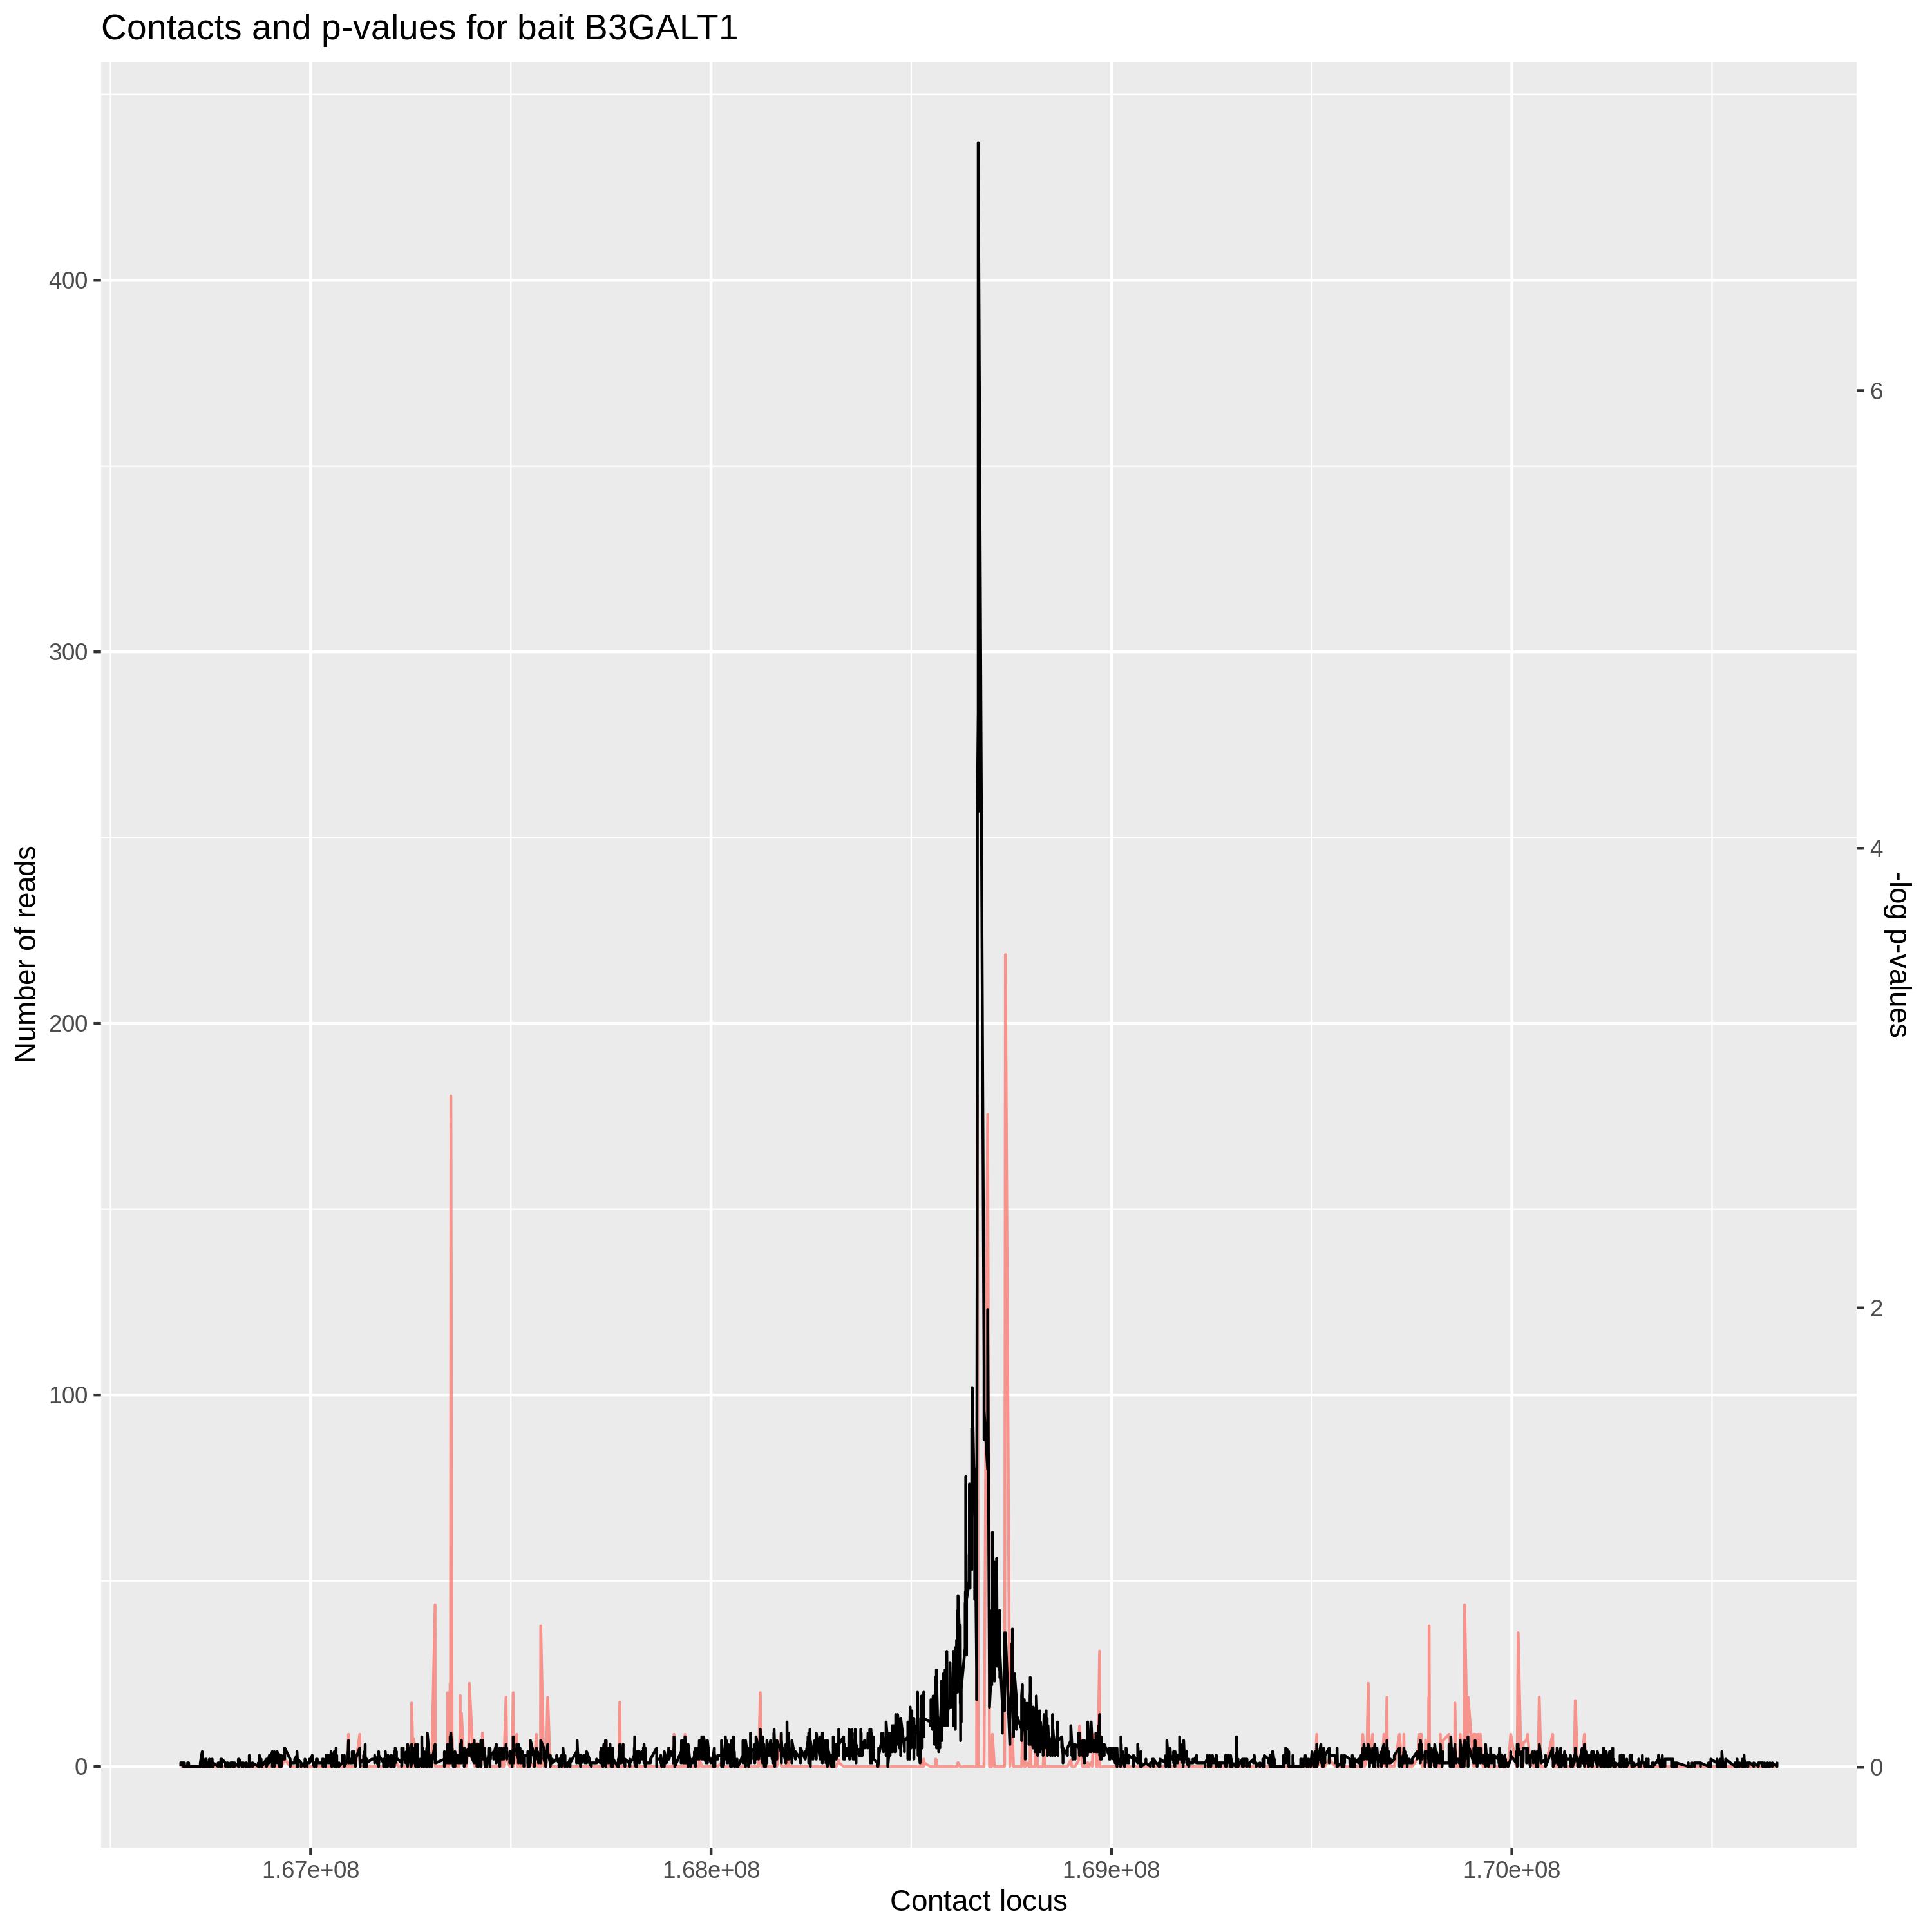 Contacts and p-values for bait B3GALT1
400
300
200
100
0
Number of reads
6
4
2
0
-log p-values
1.67e+08 1.68e+08 1.69e+08 1.70e+08
Contact locus